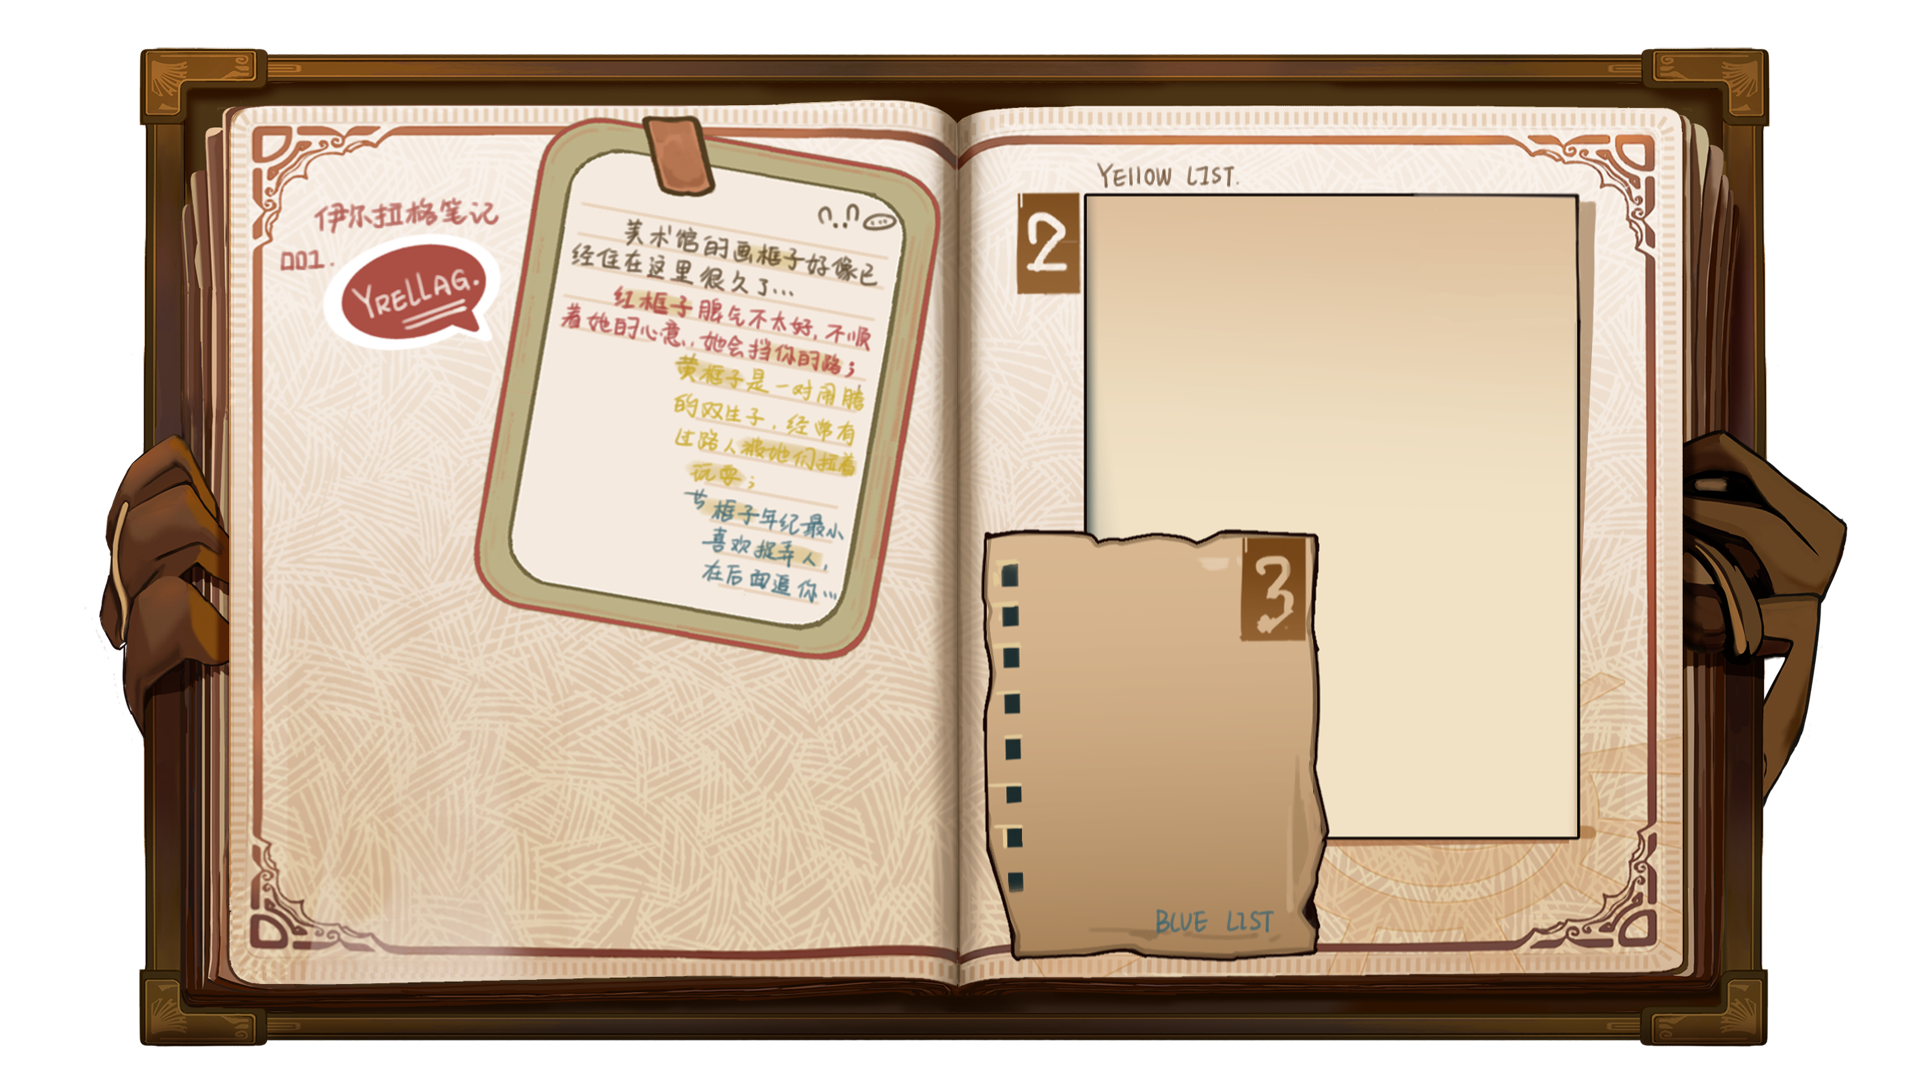 伊尔拉格笔记
001.
YRELLAG.
美术馆的画框子好像已
经住在这里很久了...
红框子脾气不太好,不顺
着她的心意,她会挡你的路;
黄框子是一对闹腾
的双生子,经常有
过路人被她们拉着
玩耍;
框子年纪最小
喜欢捉弄人,
在后面追你...
YEllOW LIST.
2
3
BLUE LIST